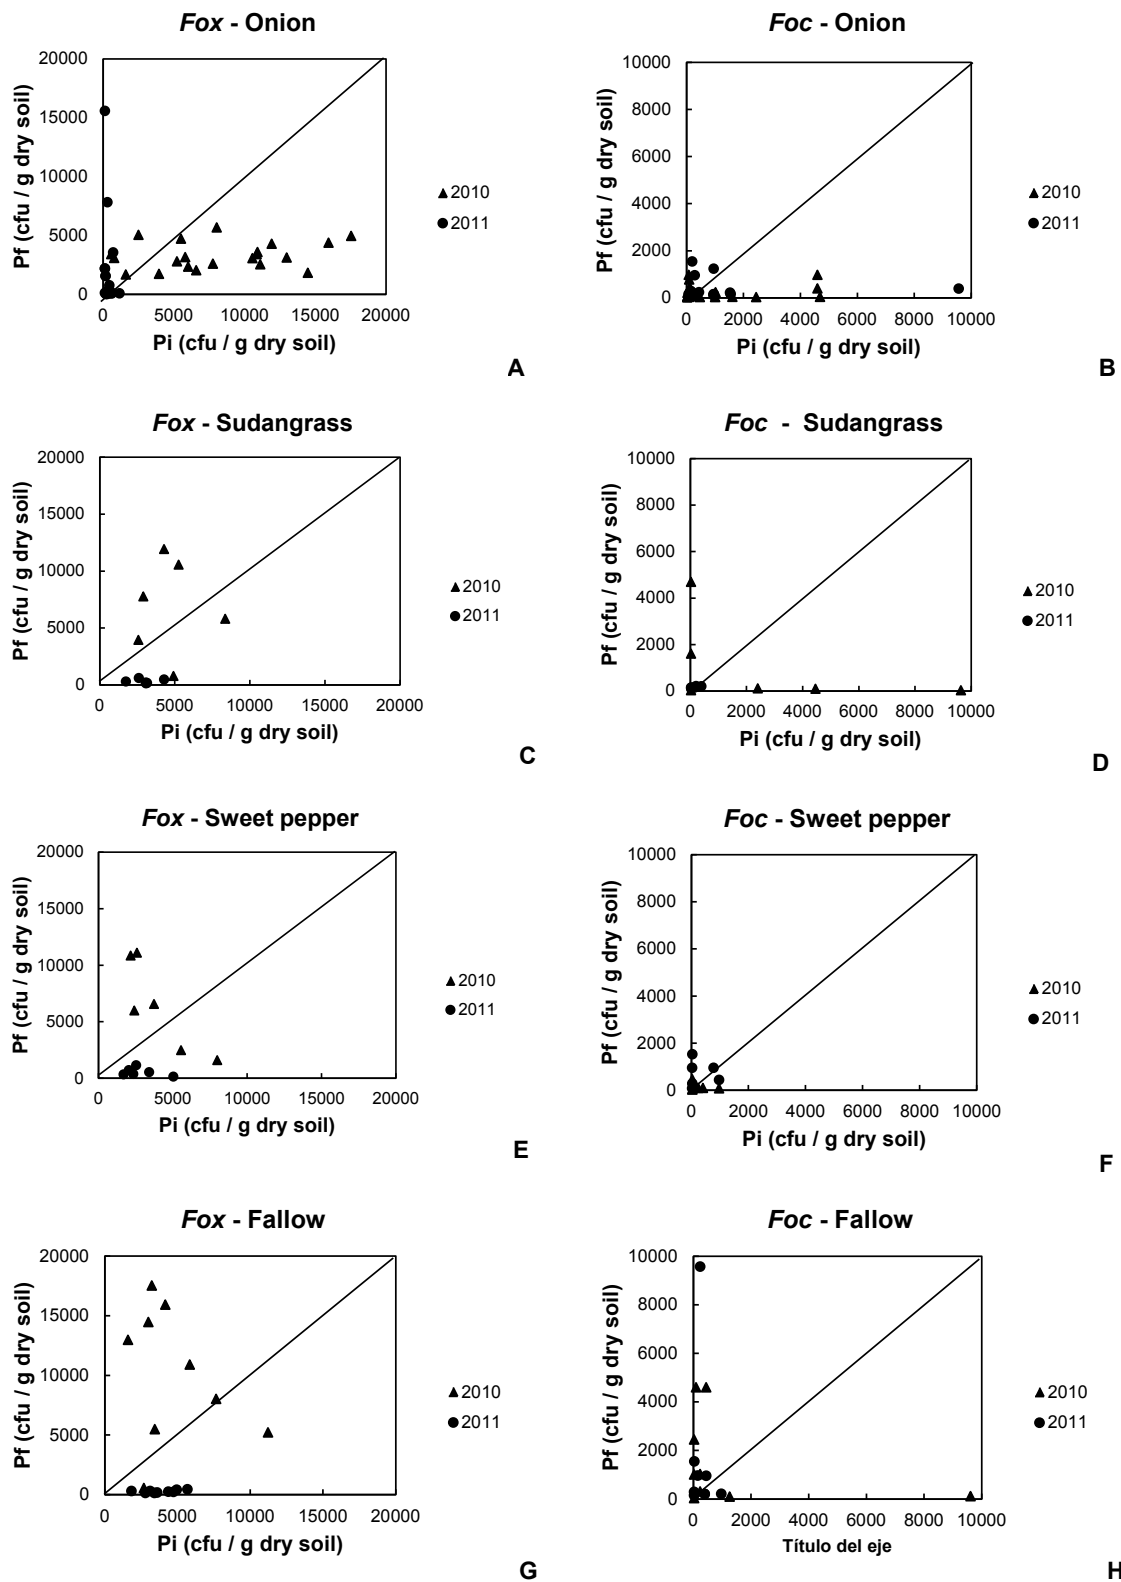 Fox - Onion
20000
15000
10000
5000
0
0 5000 10000 15000 20000
Pf (cfu / g dry soil)
Pi (cfu / g dry soil)
2010
2011
A
Foc - Onion
10000
8000
6000
4000
2000
0
0 2000 4000 6000 8000 10000
Pf (cfu / g dry soil)
Pi (cfu / g dry soil)
2010
2011
B
Fox - Sudangrass
20000
15000
10000
5000
0
0 5000 10000 15000 20000
Pf (cfu / g dry soil)
Pi (cfu / g dry soil)
2010
2011
C
Foc - Sudangrass
10000
8000
6000
4000
2000
0
0 2000 4000 6000 8000 10000
Pf (cfu / g dry soil)
Pi (cfu / g dry soil)
2010
2011
D
Fox - Sweet pepper
20000
15000
10000
5000
0
0 5000 10000 15000 20000
Pf (cfu / g dry soil)
Pi (cfu / g dry soil)
2010
2011
E
Foc - Sweet pepper
10000
8000
6000
4000
2000
0
0 2000 4000 6000 8000 10000
Pf (cfu / g dry soil)
Pi (cfu / g dry soil)
2010
2011
F
Fox - Fallow
20000
15000
10000
5000
0
0 5000 10000 15000 20000
Pf (cfu / g dry soil)
Pi (cfu / g dry soil)
2010
2011
G
Foc - Fallow
10000
8000
6000
4000
2000
0
0 2000 4000 6000 8000 10000
Pf (cfu / g dry soil)
Título del eje
2010
2011
H